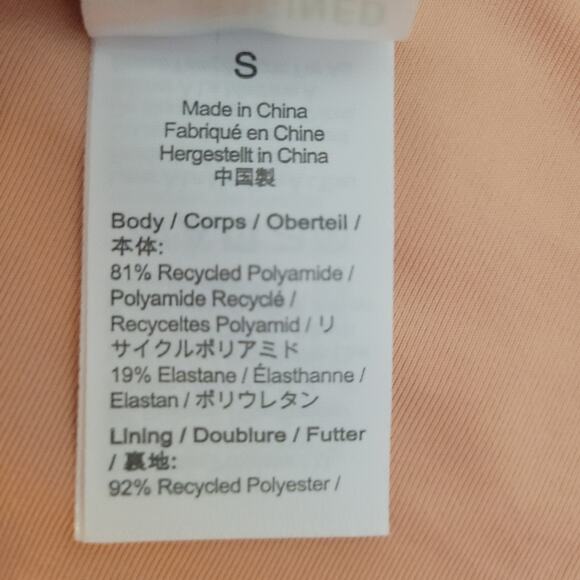 S
Made in China
Fabriqué en Chine
Hergestellt in China
中国製
Body / Corps / Oberteil /
本体:
81% Recycled Polyamide /
Polyamide Recyclé /
Recyceltes Polyamid / リ
サイクルポリアミド
19% Elastane / Élasthanne /
Elastan / ポリウレタン
Lining / Doublure / Futter
/ 裏地:
92% Recycled Polyester /